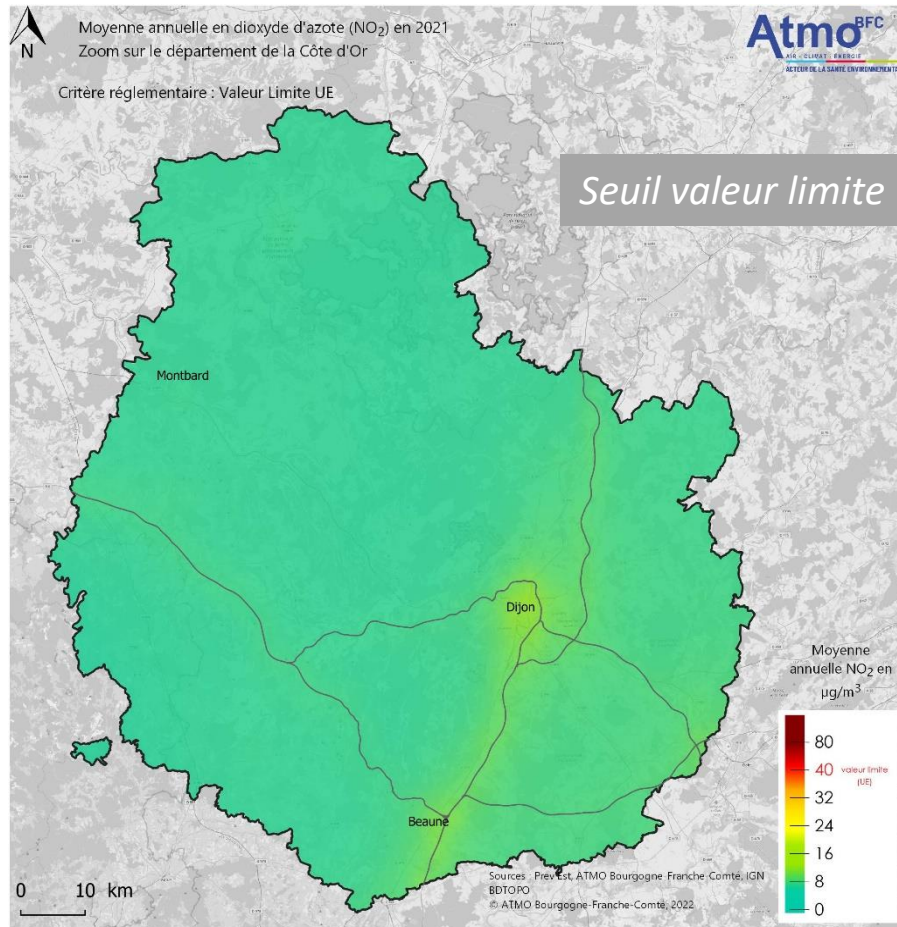 Moyenne annuelle en dioxyde d'azote (NO₂) en 2021
Zoom sur le département de la Côte d'Or
N
Critère réglementaire : Valeur Limite UE
Atmo BFC
AIR · CLIMAT · ÉNERGIE
ACTEUR DE LA SANTÉ ENVIRONNEMENTA
Seuil valeur limite
Montbard
Dijon
Beaune
Moyenne
annuelle NO₂ en
µg/m³
80
40 valeur limite
(UE)
32
24
16
8
0
0 10 km
Sources : Prev'Est, ATMO Bourgogne-Franche-Comté, IGN
BDTOPO
© ATMO Bourgogne-Franche-Comté, 2022